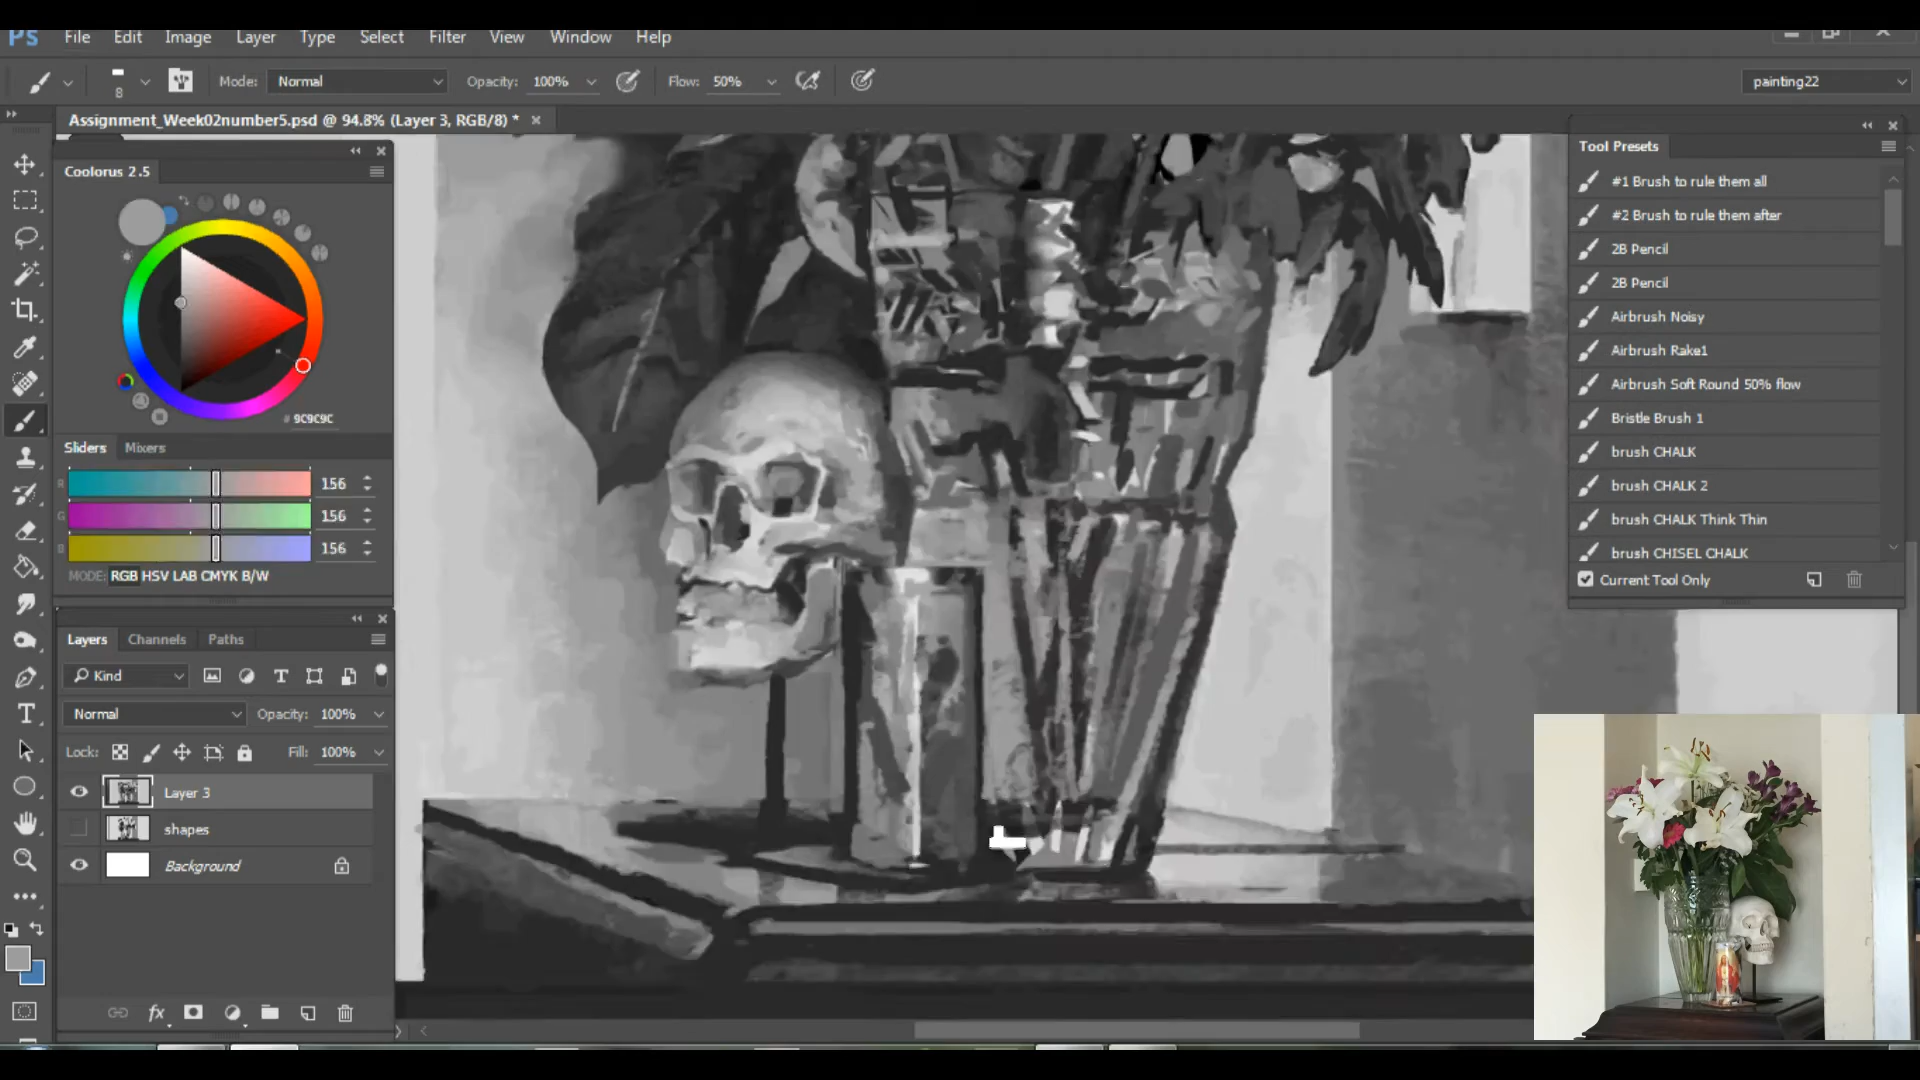 Ps File Edit Image Layer Type Select Filter View Window Help
8 Mode: Normal Opacity: 100% Flow: 50% painting22
Assignment_Week02number5.psd @ 94.8% (Layer 3, RGB/8) *
Coolorus 2.5
# 9C9C9C
Sliders Mixers
R 156
G 156
B 156
MODE: RGB HSV LAB CMYK B/W
Layers Channels Paths
Kind
Normal Opacity: 100%
Lock: Fill: 100%
Layer 3
shapes
Background
fx
Tool Presets
#1 Brush to rule them all
#2 Brush to rule them after
2B Pencil
2B Pencil
Airbrush Noisy
Airbrush Rake1
Airbrush Soft Round 50% flow
Bristle Brush 1
brush CHALK
brush CHALK 2
brush CHALK Think Thin
brush CHISEL CHALK
Current Tool Only